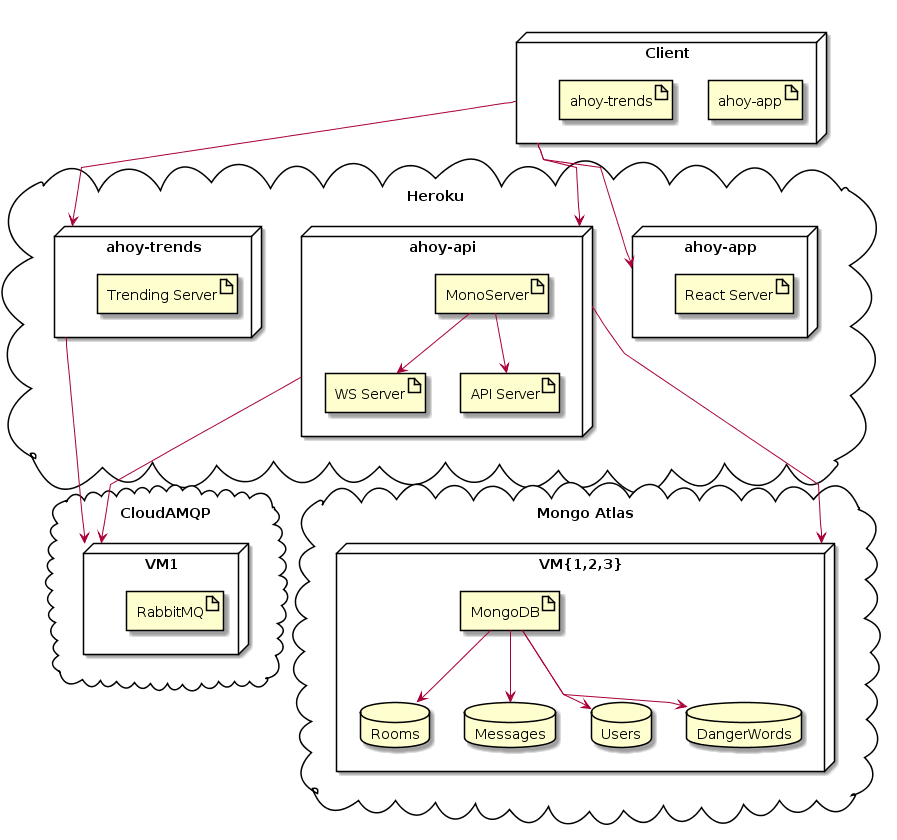 Client
ahoy-trends
ahoy-app
Heroku
ahoy-trends
ahoy-api
ahoy-app
Trending Server
MonoServer
React Server
WS Server
API Server
CloudAMQP
Mongo Atlas
VM1
VM{1,2,3}
RabbitMQ
MongoDB
Rooms
Messages
Users
DangerWords